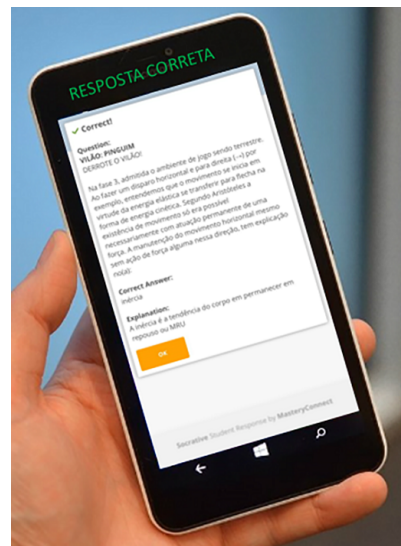 RESPOSTA CORRETA
✓ Correct!
Question:
VILÃO: PINGUIM
DERROTE O VILÃO!
Na fase 3, admitida o ambiente de jogo sendo terrestre.
Ao fazer um disparo horizontal e para direita (→) por
exemplo, entendemos que o movimento se inicia em
virtude da energia elástica se transferir para flecha na
forma de energia cinética. Segundo Aristóteles a
existência de movimento só era possível
necessariamente com atuação permanente de uma
força. A manutenção do movimento horizontal mesmo
sem ação de força alguma nessa direção, tem explicação
no(a):
Correct Answer:
inércia
Explanation:
A inércia é a tendência do corpo em permanecer em
repouso ou MRU
OK
Socrative Student Response by MasteryConnect